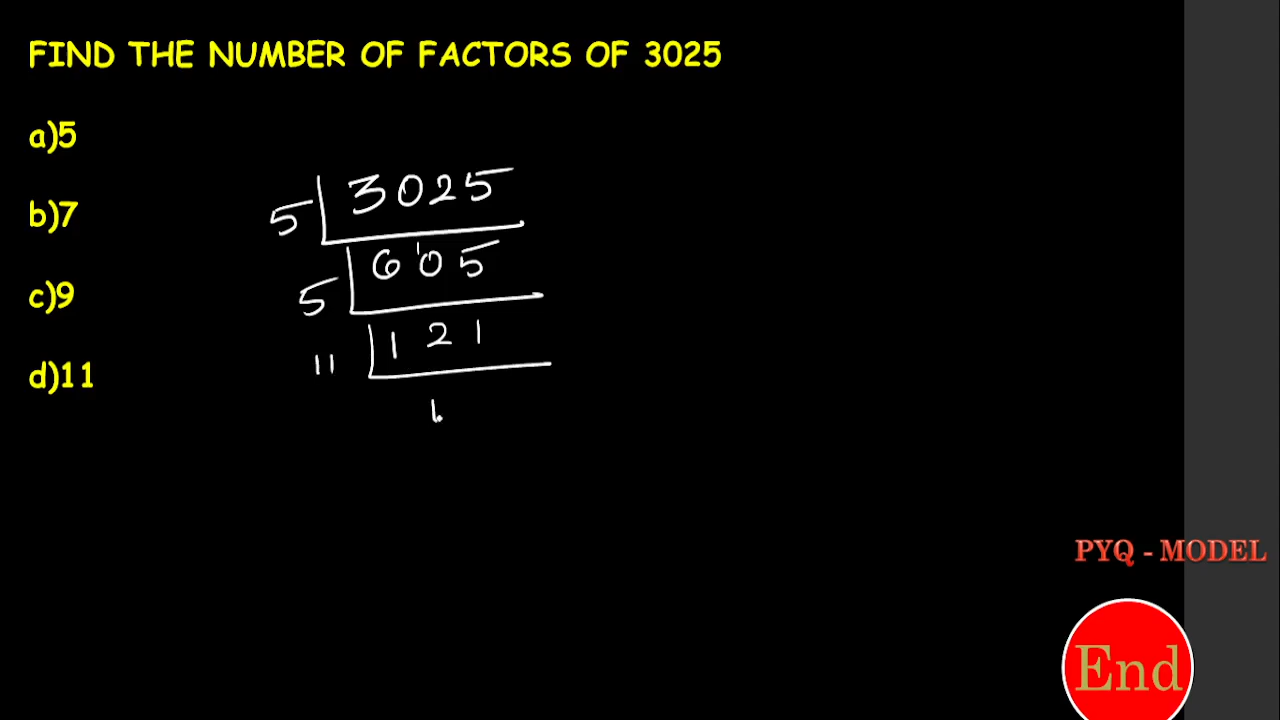 FIND THE NUMBER OF FACTORS OF 3025
a)5
b)7
c)9
d)11
5 3025
5 605
11 121
PYQ - MODEL
End